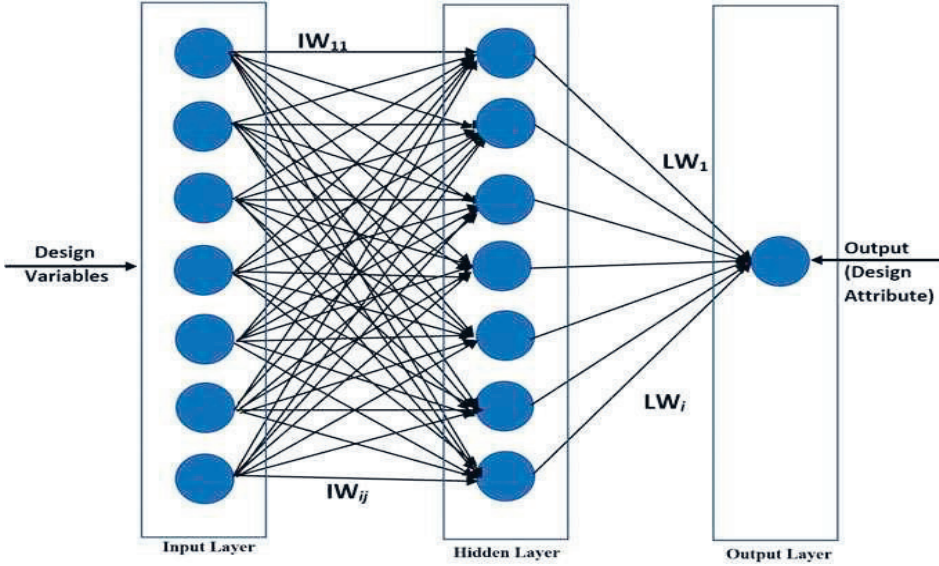 IW₁₁
LW₁
Design
Variables
Output
(Design
Attribute)
LWᵢ
IWᵢⱼ
Input Layer
Hidden Layer
Output Layer